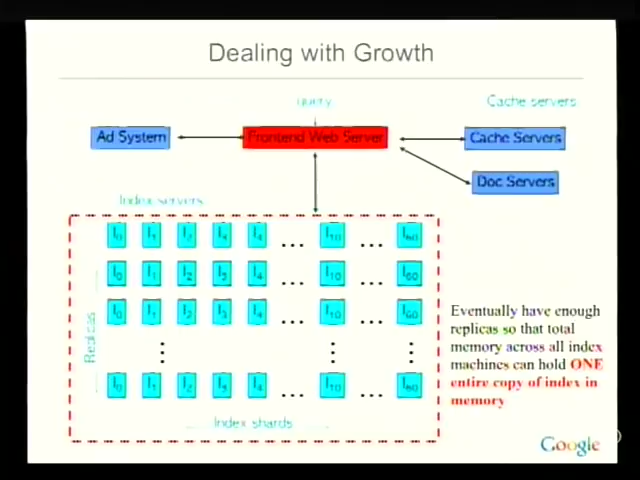 Dealing with Growth
query
Cache servers
Ad System
Frontend Web Server
Cache Servers
Doc Servers
Index servers
I0 I1 I2 I3 I4 ... I10 ... I60
I0 I1 I2 I3 I4 ... I10 ... I60
I0 I1 I2 I3 I4 ... I10 ... I60
Replicas
I0 I1 I2 I3 I4 ... I10 ... I60
Index shards
Eventually have enough
replicas so that total
memory across all index
machines can hold ONE
entire copy of index in
memory
Google